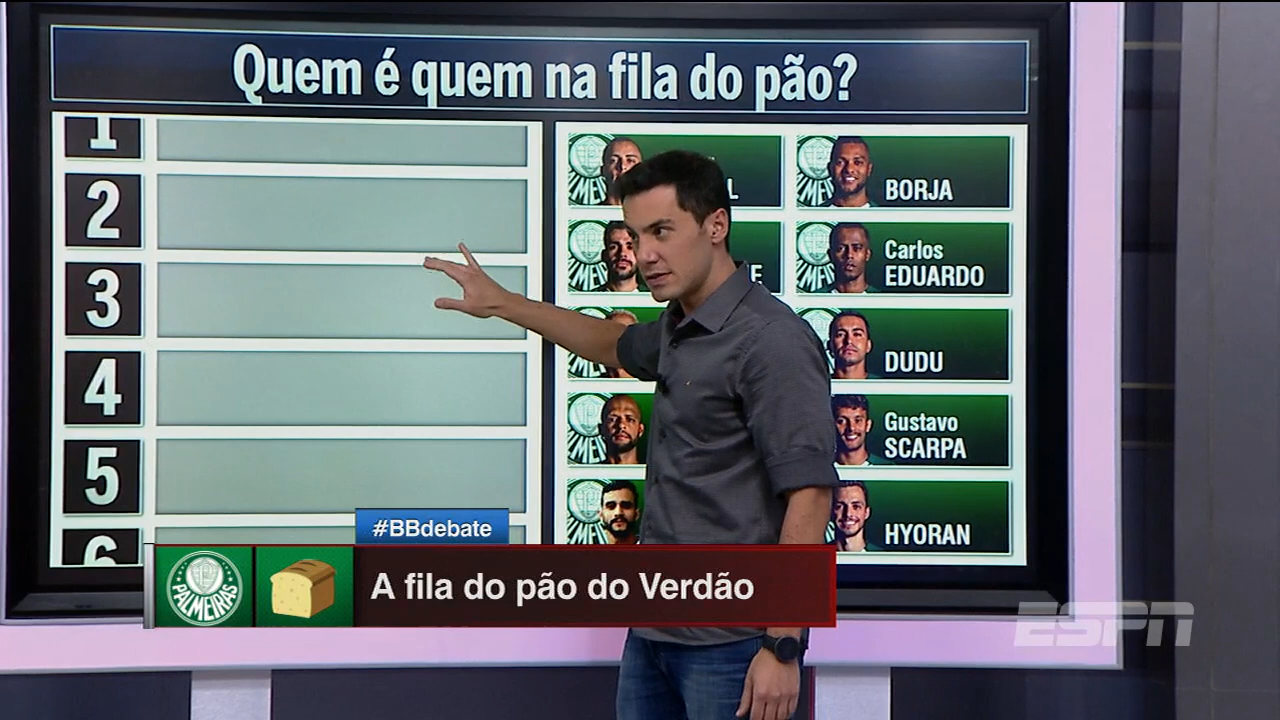 Quem é quem na fila do pão?
1
2
3
4
5
6
BORJA
Carlos
EDUARDO
DUDU
Gustavo
SCARPA
HYORAN
#BBdebate
PALMEIRAS
A fila do pão do Verdão
ESPN